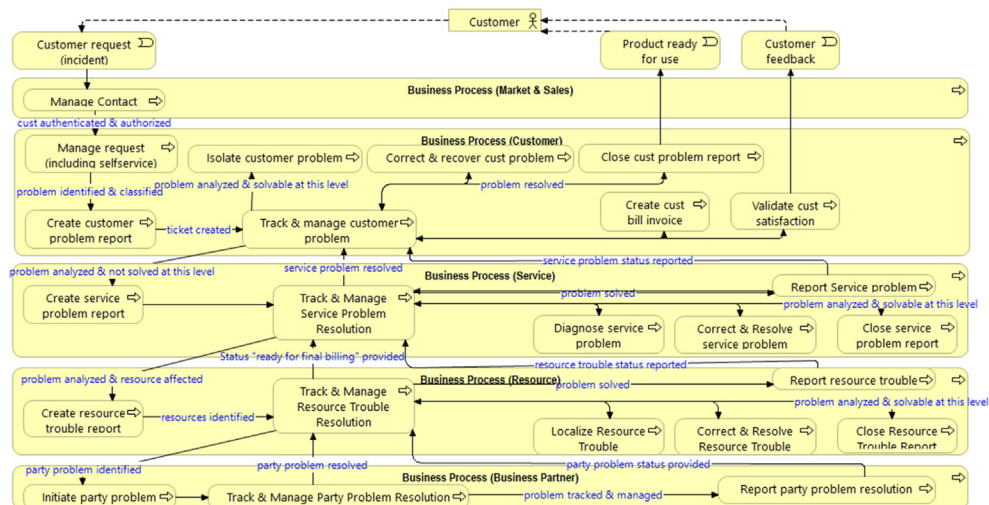 Customer
Customer request
(incident)
Product ready
for use
Customer
feedback
Business Process (Market & Sales)
Manage Contact
cust authenticated & authorized
Business Process (Customer)
Manage request
(including selfservice)
Isolate customer problem
Correct & recover cust problem
Close cust problem report
problem identified & classified
problem analyzed & solvable at this level
problem resolved
Create customer
problem report
ticket created
Track & manage customer
problem
Create cust
bill invoice
Validate cust
satisfaction
problem analyzed & not solved at this level
service problem resolved
service problem status reported
Business Process (Service)
Create service
problem report
Track & Manage
Service Problem
Resolution
problem solved
Report Service problem
problem analyzed & solvable at this level
Diagnose service
problem
Correct & Resolve
service problem
Close service
problem report
Status "ready for final billing" provided
resource trouble status reported
problem analyzed & resource affected
Business Process (Resource)
Create resource
trouble report
resources identified
Track & Manage
Resource Trouble
Resolution
problem solved
Report resource trouble
problem analyzed & solvable at this level
Localize Resource
Trouble
Correct & Resolve
Resource Trouble
Close Resource
Trouble Report
party problem identified
party problem resolved
party problem status provided
Business Process (Business Partner)
Initiate party problem
Track & Manage Party Problem Resolution
problem tracked & managed
Report party problem resolution